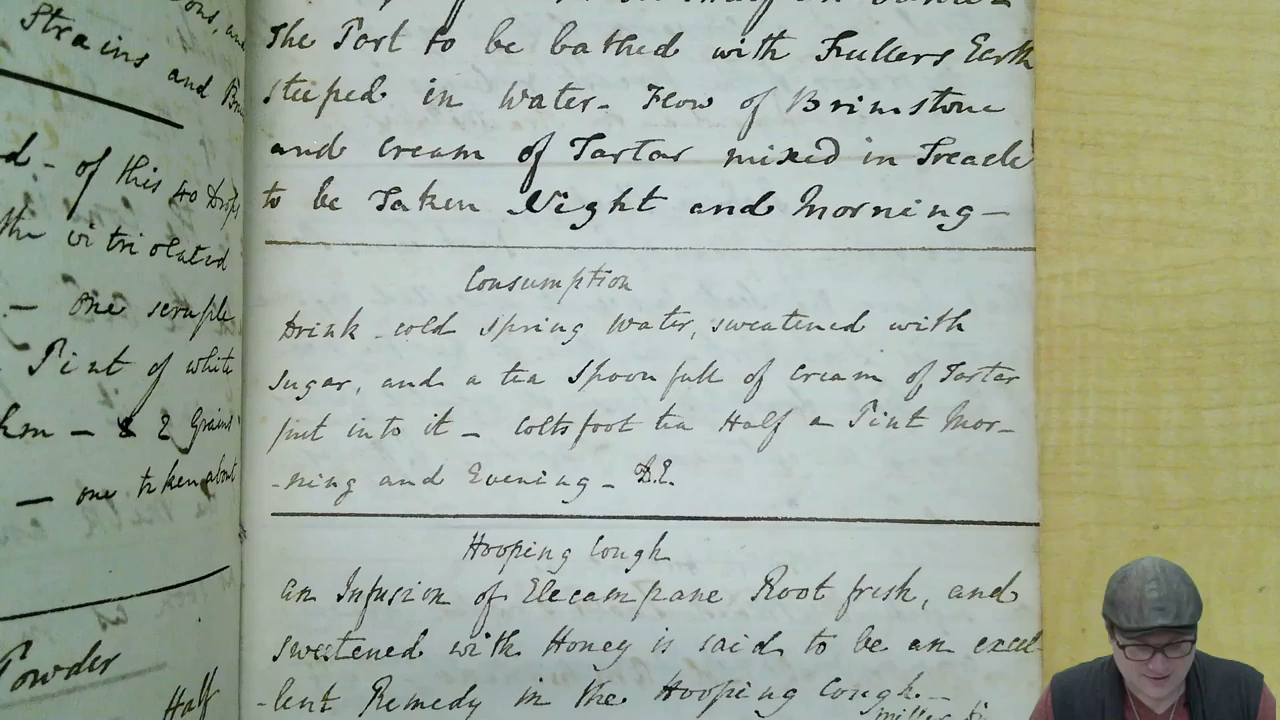 Strains and
d - of this 40 Drops
the vitriolated
- one scruple
Pint of white
- & 2 Grains
- one taken about
Powder
Half
The Part to be bathed with Fullers Earth
steeped in Water - Flow of Brimstone
and Cream of Tartar mixed in Treacle
to be Taken Night and Morning -
Consumption
Drink cold Spring Water, sweatened with
Sugar, and a tea Spoon full of Cream of Tartar
put into it - Coltsfoot tea Half a Pint Mor-
-ning and Evening - D.E.
Hooping Cough
an Infusion of Elecampane Root fresh, and
sweetened with Honey is said to be an excel-
-lent Remedy in the Hooping Cough -